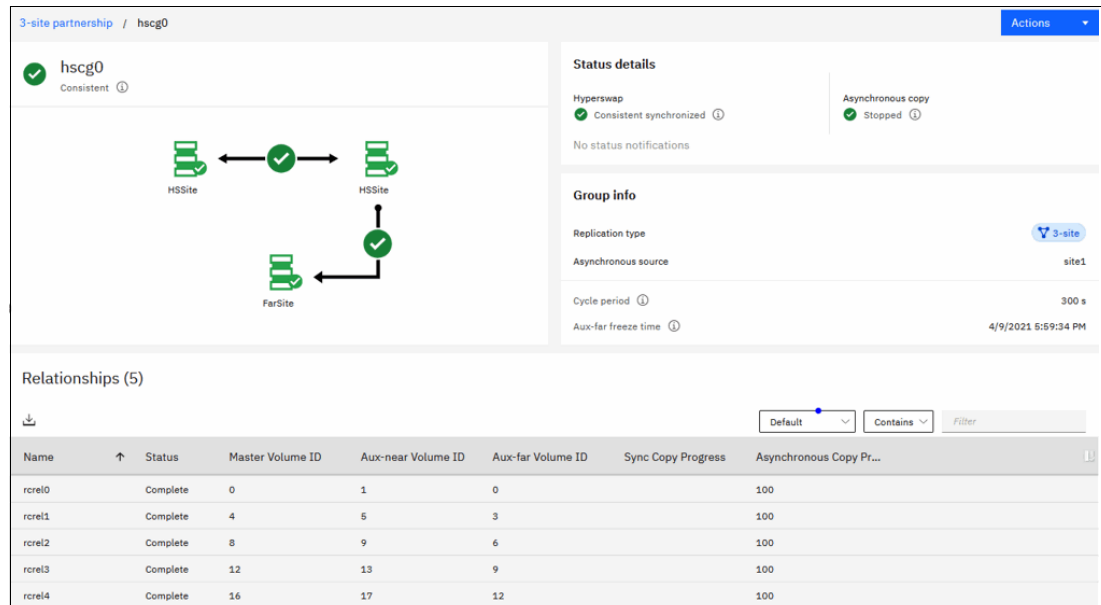 3-site partnership / hscg0
Actions
hscg0
Consistent
HSSite
HSSite
FarSite
Status details
Hyperswap
Consistent synchronized
Asynchronous copy
Stopped
No status notifications
Group info
Replication type 3-site
Asynchronous source site1
Cycle period 300 s
Aux-far freeze time 4/9/2021 5:59:34 PM
Relationships (5)
Default Contains Filter
Name Status Master Volume ID Aux-near Volume ID Aux-far Volume ID Sync Copy Progress Asynchronous Copy Pr...
rcrel0 Complete 0 1 0 100
rcrel1 Complete 4 5 3 100
rcrel2 Complete 8 9 6 100
rcrel3 Complete 12 13 9 100
rcrel4 Complete 16 17 12 100